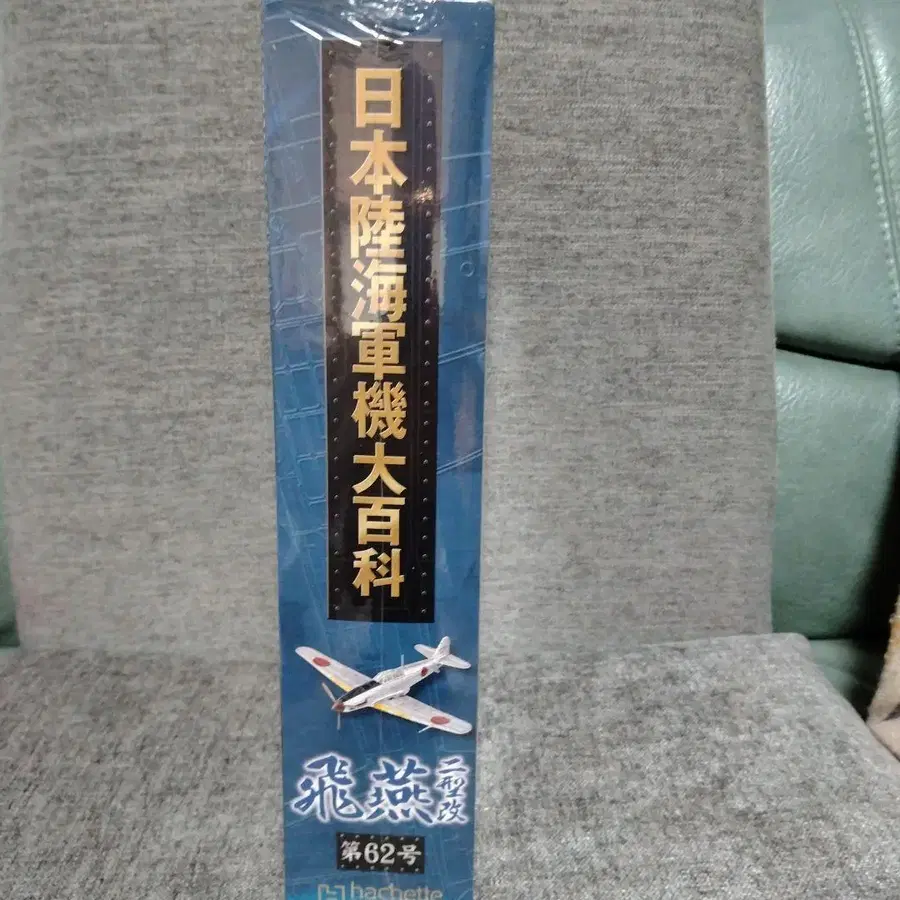 日本陸海軍機大百科
飛燕二型改
第62号
hachette